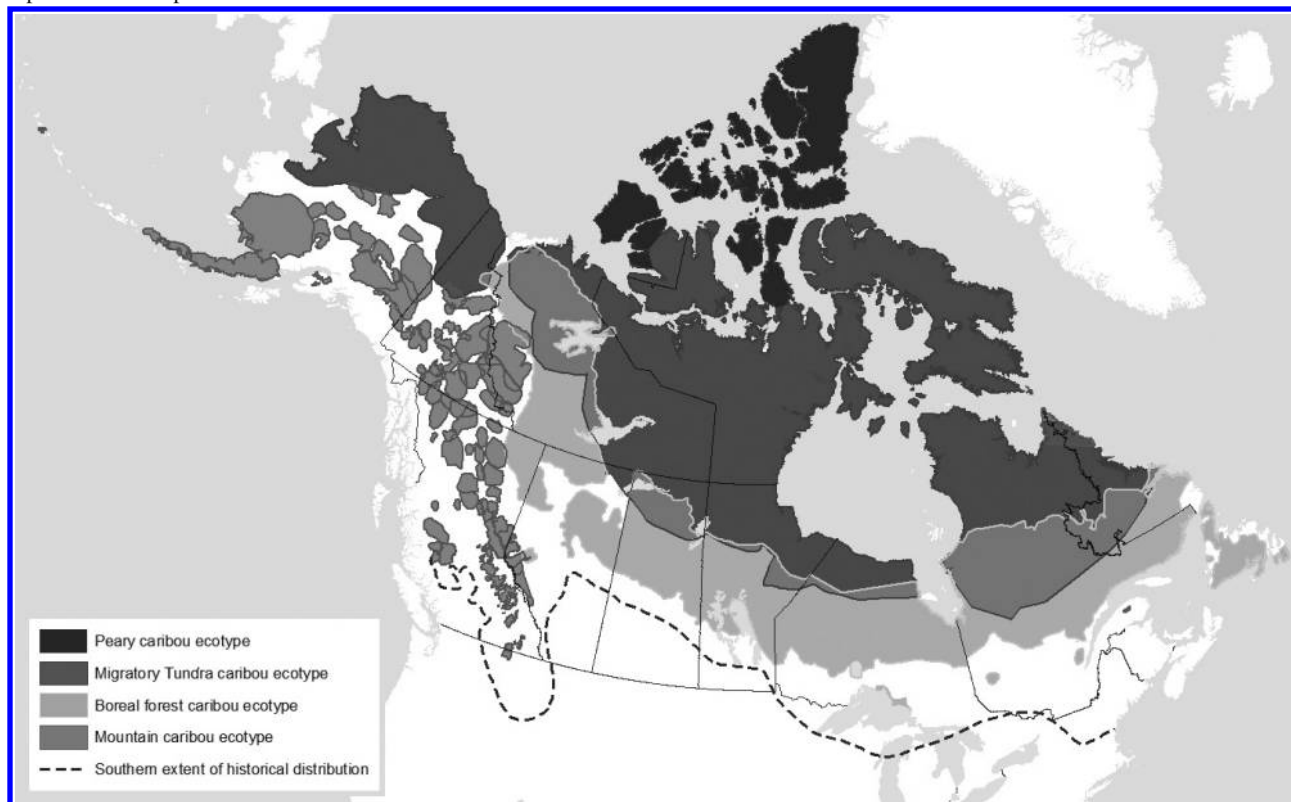 Peary caribou ecotype
Migratory Tundra caribou ecotype
Boreal forest caribou ecotype
Mountain caribou ecotype
Southern extent of historical distribution